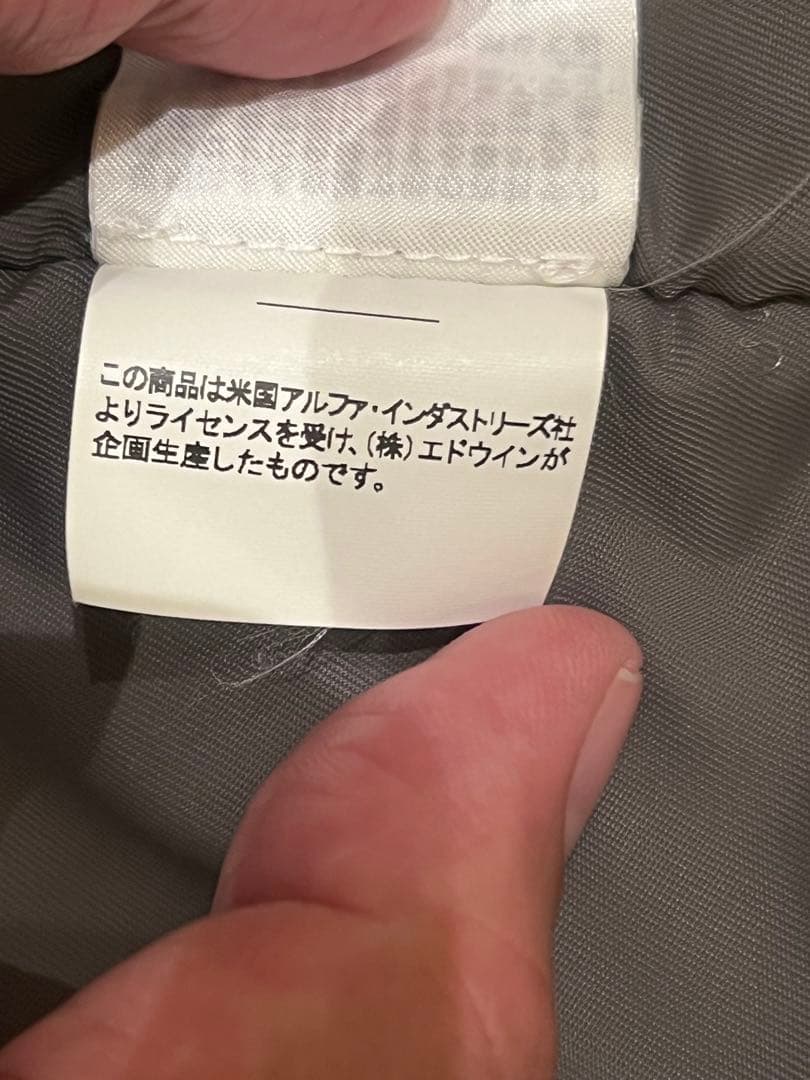 この商品は米国アルファ・インダストリーズ社
よりライセンスを受け、(株)エドウインが
企画生産したものです。